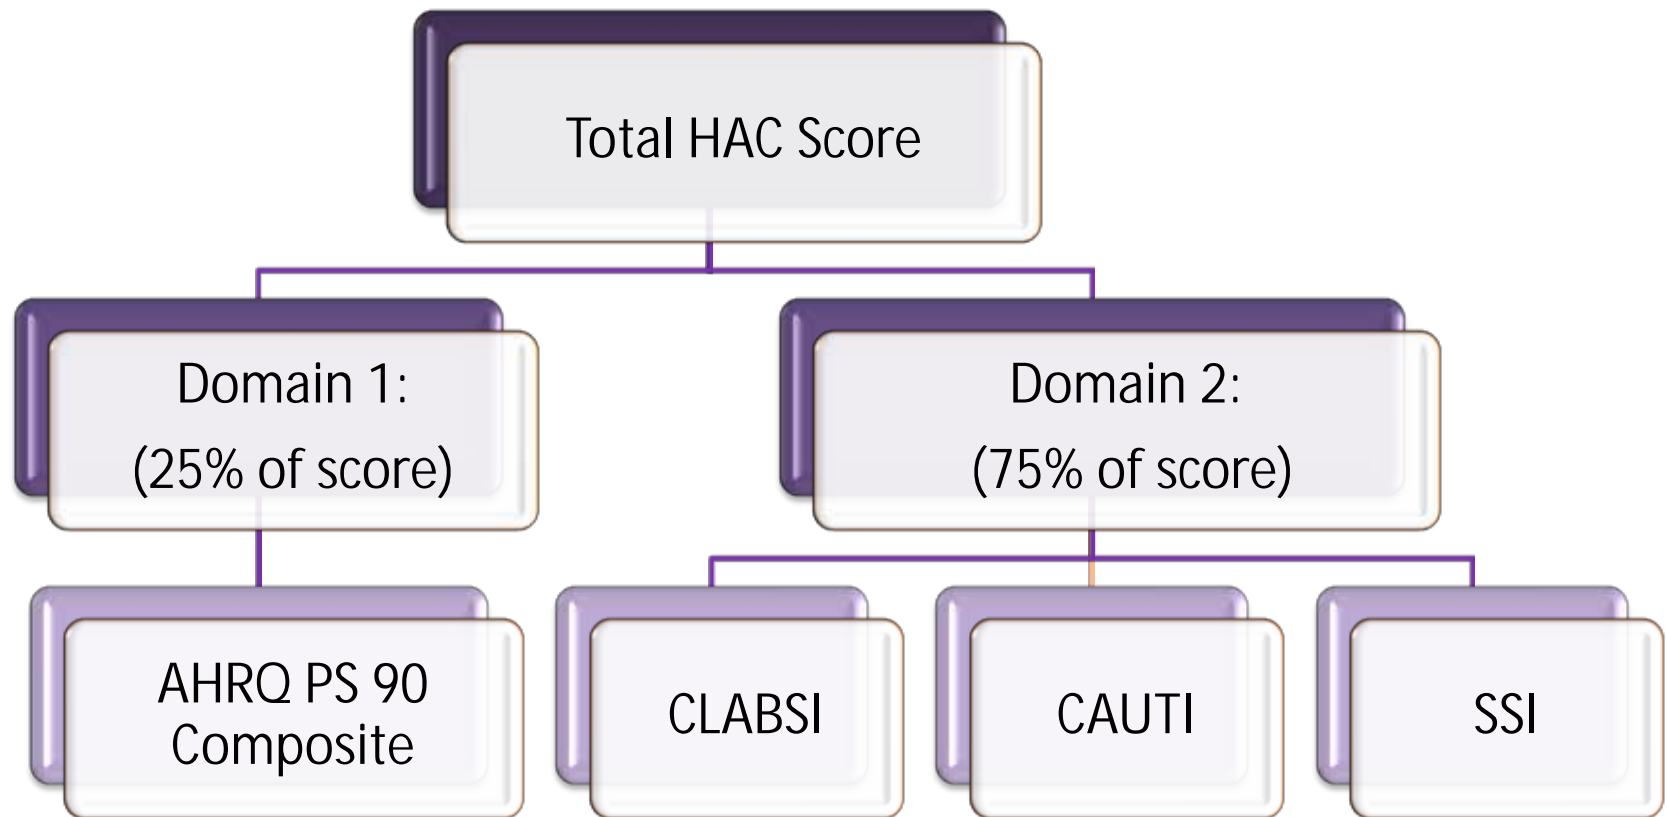 Total HAC Score
Domain 1:
(25% of score)
Domain 2:
(75% of score)
AHRQ PS 90
Composite
CLABSI
CAUTI
SSI